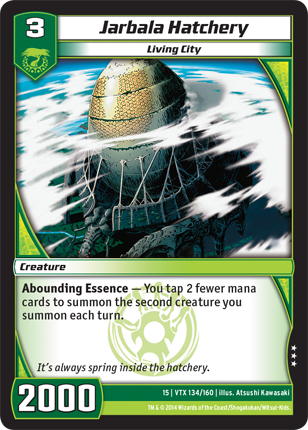 3
Jarbala Hatchery
Living City
Creature
Abounding Essence — You tap 2 fewer mana
cards to summon the second creature you
summon each turn.
It's always spring inside the hatchery.
2000
15 | VTX 134/160 | illus. Atsushi Kawasaki
TM & © 2014 Wizards of the Coast/Shogakukan/Mitsui-Kids.